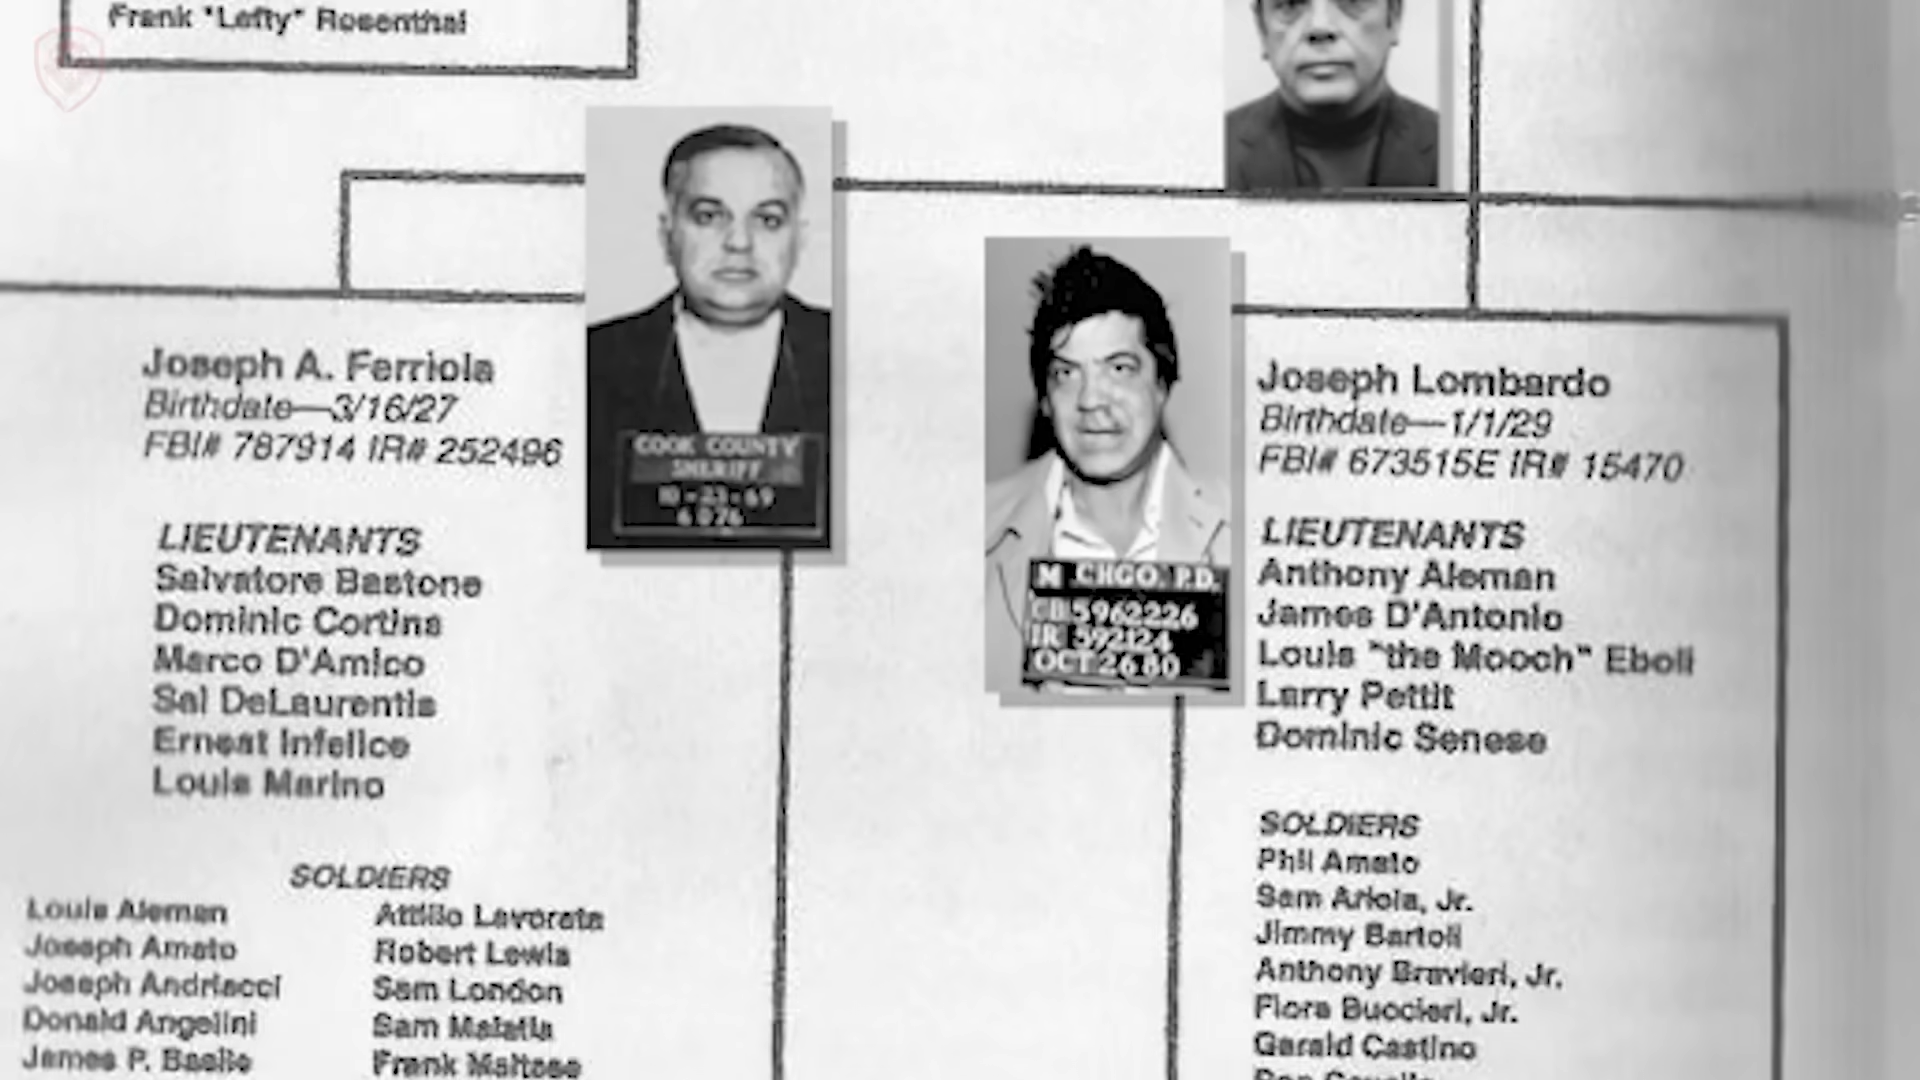 Frank "Lefty" Rosenthal
COOK COUNTY
SHERIFF
10-23-69
6076
Joseph A. Ferriola
Birthdate—3/16/27
FBI# 787914 IR# 252496
LIEUTENANTS
Salvatore Bastone
Dominic Cortina
Marco D'Amico
Sal DeLaurentis
Ernest Infelice
Louis Marino
SOLDIERS
Louis Aleman
Joseph Amato
Joseph Andriacci
Donald Angelini
James P. Basile
Attilio Lavorata
Robert Lewis
Sam London
Sam Malatia
Frank Maltese
M CHGO. P.D.
CB 5962226
IR 592124
OCT 26 80
Joseph Lombardo
Birthdate—1/1/29
FBI# 673515E IR# 15470
LIEUTENANTS
Anthony Aleman
James D'Antonio
Louis "the Mooch" Eboli
Larry Pettit
Dominic Senese
SOLDIERS
Phil Amato
Sam Ariola, Jr.
Jimmy Bartoli
Anthony Bravieri, Jr.
Flora Buccieri, Jr.
Gerald Castino